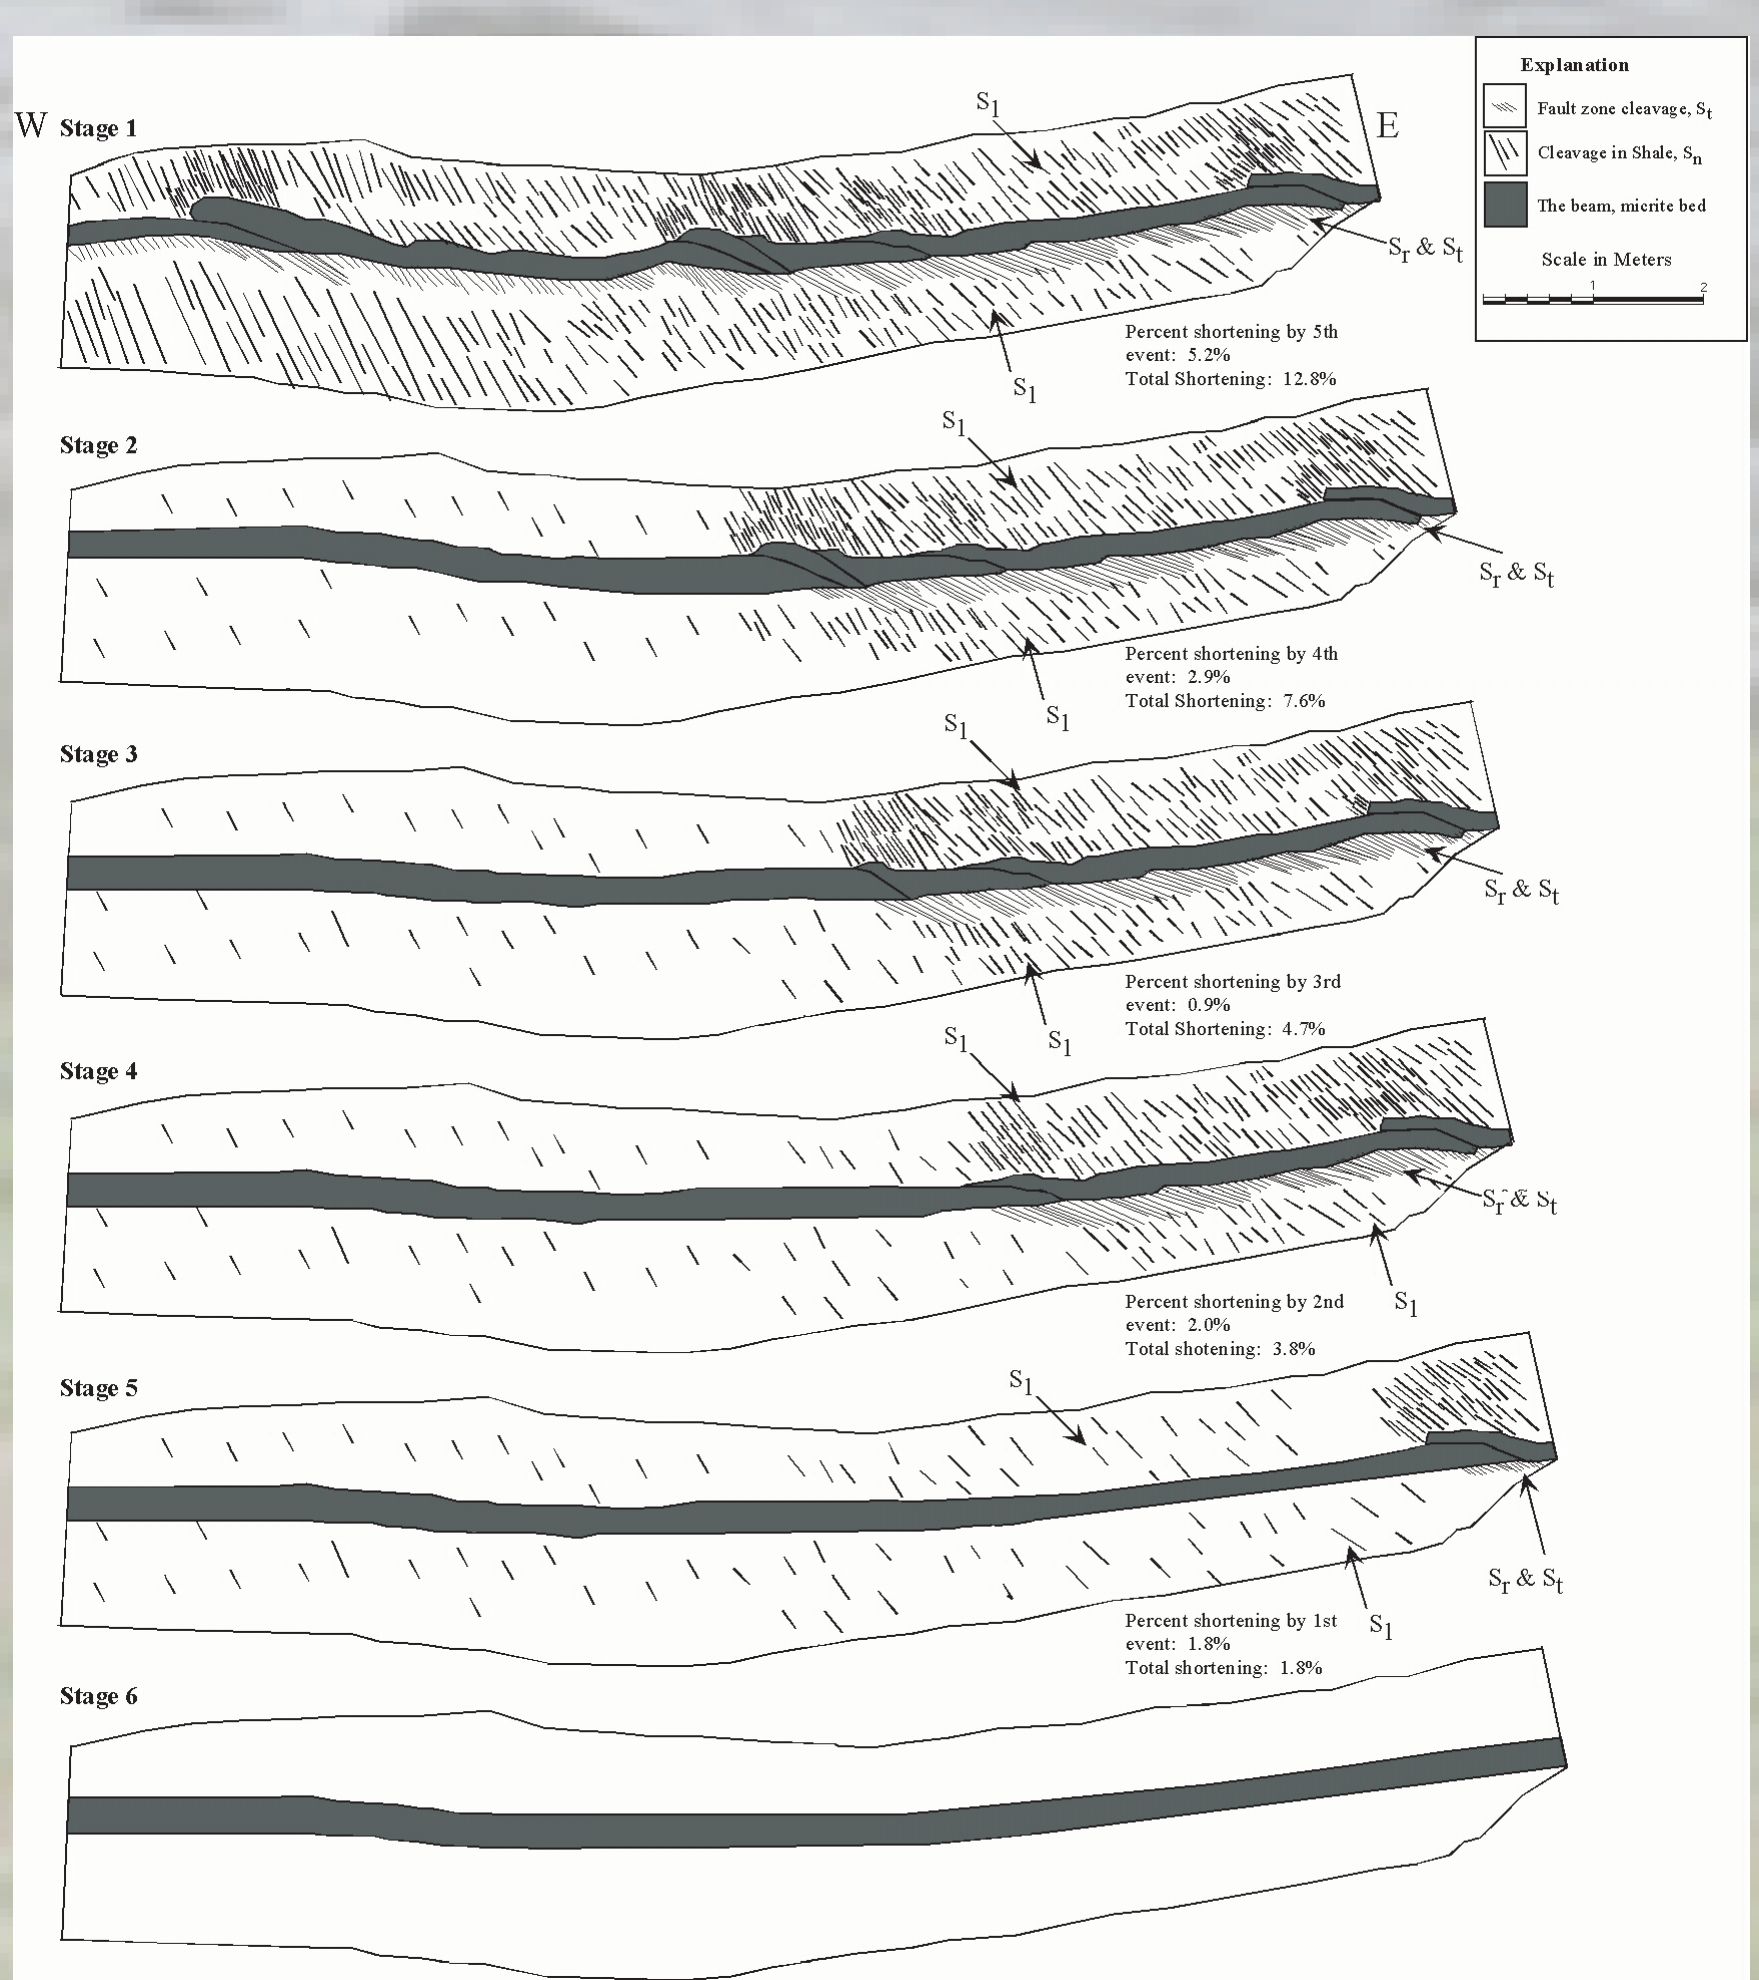 Explanation
Fault zone cleavage, St
Cleavage in Shale, Sn
The beam, micrite bed
Scale in Meters
1 2
W Stage 1
S1
E
Sr & St
S1
Percent shortening by 5th
event: 5.2%
Total Shortening: 12.8%
Stage 2
S1
Sr & St
S1
Percent shortening by 4th
event: 2.9%
Total Shortening: 7.6%
Stage 3
S1
Sr & St
S1
Percent shortening by 3rd
event: 0.9%
Total Shortening: 4.7%
Stage 4
S1
Sr & St
S1
Percent shortening by 2nd
event: 2.0%
Total shotening: 3.8%
Stage 5
S1
Sr & St
S1
Percent shortening by 1st
event: 1.8%
Total shortening: 1.8%
Stage 6